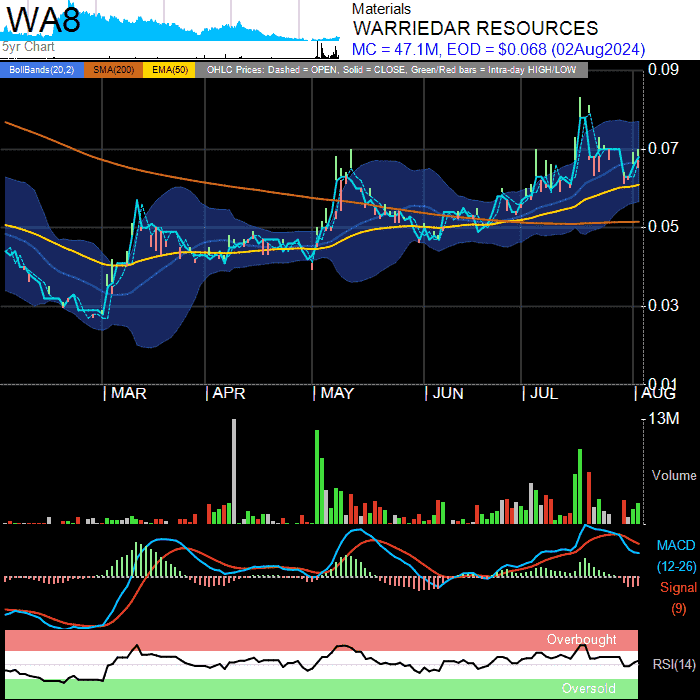 WA8
5yr Chart
Materials
WARRIEDAR RESOURCES
MC = 47.1M, EOD = $0.068 (02Aug2024)
BollBands(20,2) SMA(200) EMA(50) OHLC Prices: Dashed = OPEN, Solid = CLOSE, Green/Red bars = Intra-day HIGH/LOW
0.09
0.07
0.05
0.03
0.01
MAR APR MAY JUN JUL AUG
13M
Volume
MACD
(12-26)
Signal
(9)
Overbought
RSI(14)
Oversold